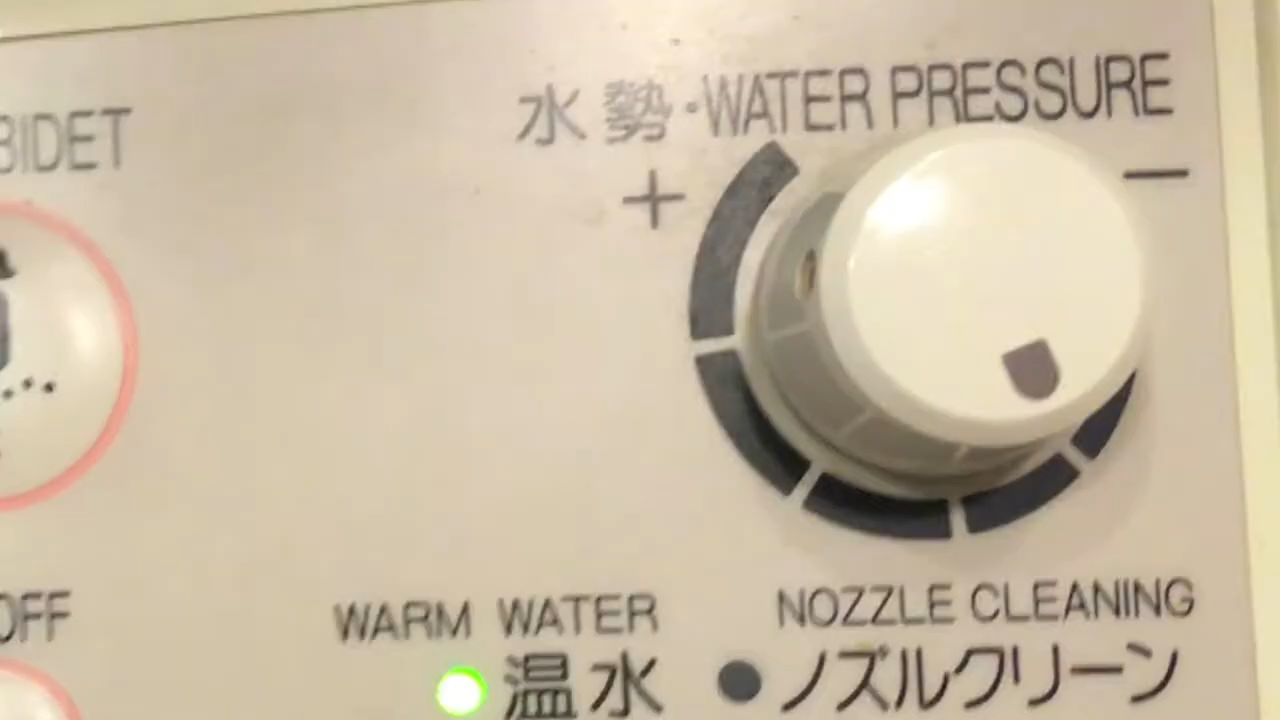 水勢・WATER PRESSURE
BIDET
+ −
OFF
WARM WATER
温水
NOZZLE CLEANING
ノズルクリーン